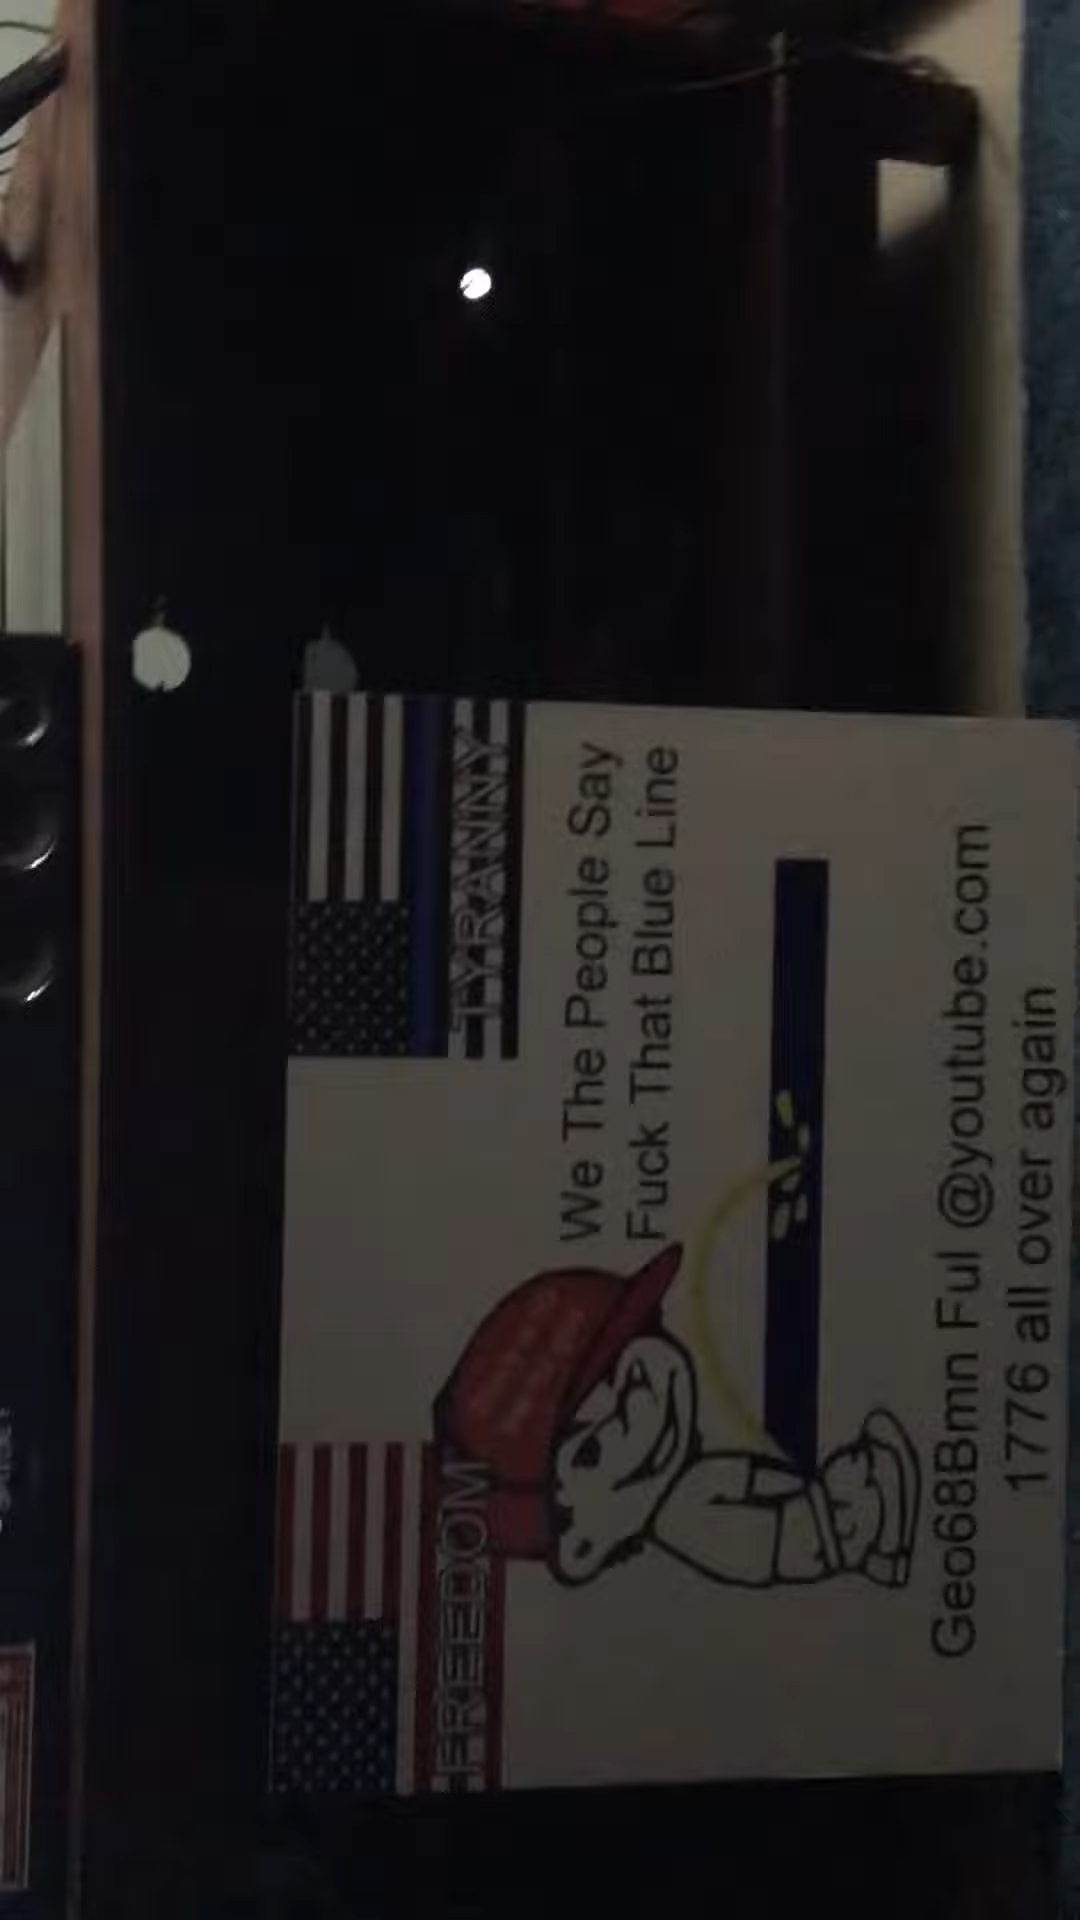 FREEDOM
TYRANNY
We The People Say
Fuck That Blue Line
Geo68Bmn Ful @youtube.com
1776 all over again